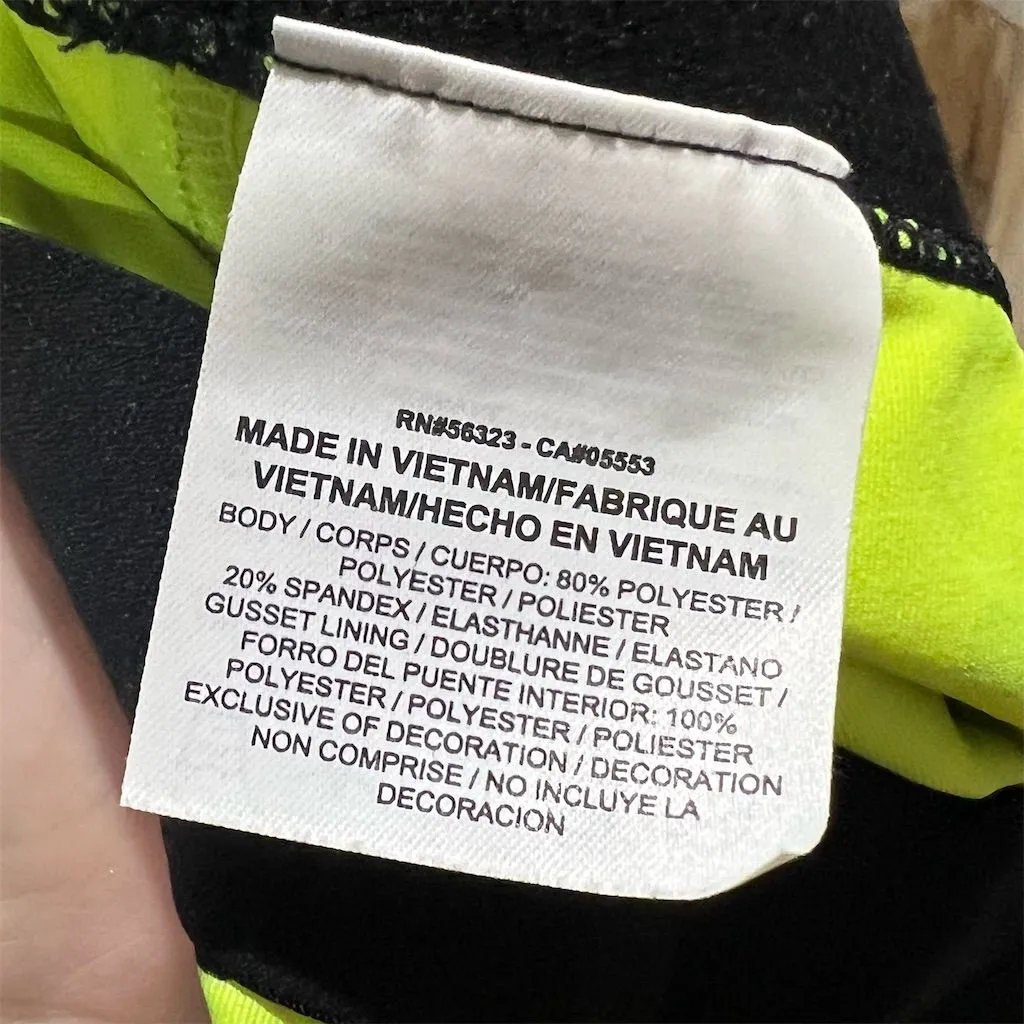 RN#56323 - CA#05553
MADE IN VIETNAM/FABRIQUE AU
VIETNAM/HECHO EN VIETNAM
BODY / CORPS / CUERPO: 80% POLYESTER /
POLYESTER / POLIESTER
20% SPANDEX / ELASTHANNE / ELASTANO
GUSSET LINING / DOUBLURE DE GOUSSET /
FORRO DEL PUENTE INTERIOR: 100%
POLYESTER / POLYESTER / POLIESTER
EXCLUSIVE OF DECORATION / DECORATION
NON COMPRISE / NO INCLUYE LA
DECORACION